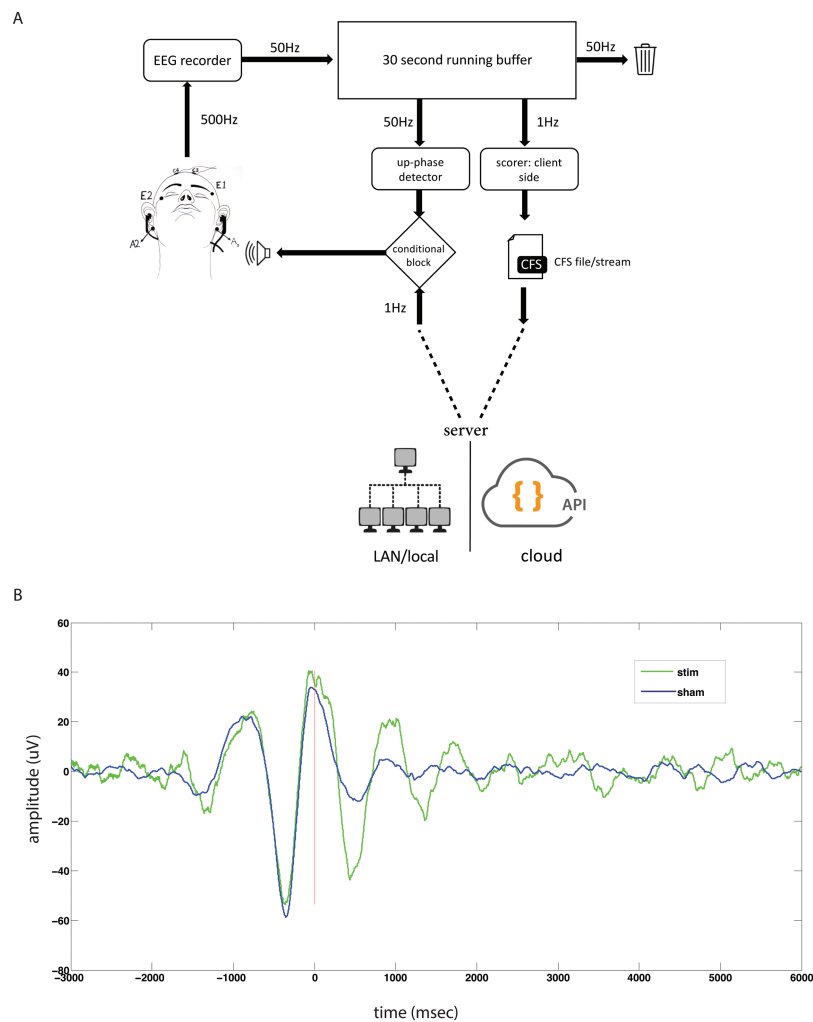 A
EEG recorder
50Hz
30 second running buffer
50Hz
500Hz
50Hz
1Hz
up-phase
detector
scorer: client
side
E2
E1
A2
conditional
block
CFS
CFS file/stream
1Hz
server
LAN/local
{ }
API
cloud
B
60
40
20
0
−20
−40
−60
−80
amplitude (uV)
stim
sham
−3000
−2000
−1000
0
1000
2000
3000
4000
5000
6000
time (msec)